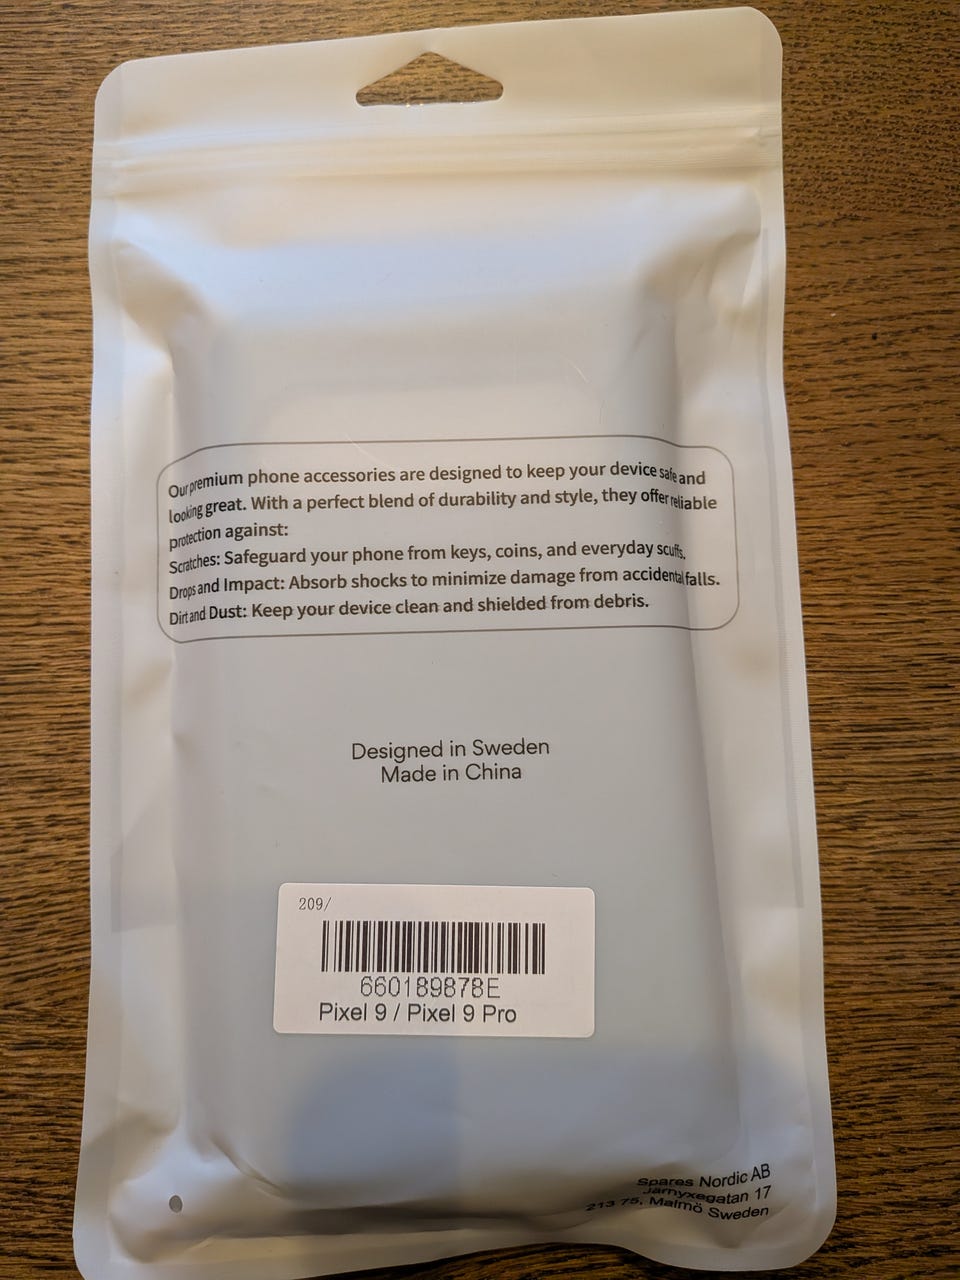 Our premium phone accessories are designed to keep your device safe and
looking great. With a perfect blend of durability and style, they offer reliable
protection against:
Scratches: Safeguard your phone from keys, coins, and everyday scuffs.
Drops and Impact: Absorb shocks to minimize damage from accidental falls.
Dirt and Dust: Keep your device clean and shielded from debris.
Designed in Sweden
Made in China
209/
660189878E
Pixel 9 / Pixel 9 Pro
Spares Nordic AB
Järnyxegatan 17
213 75, Malmö Sweden